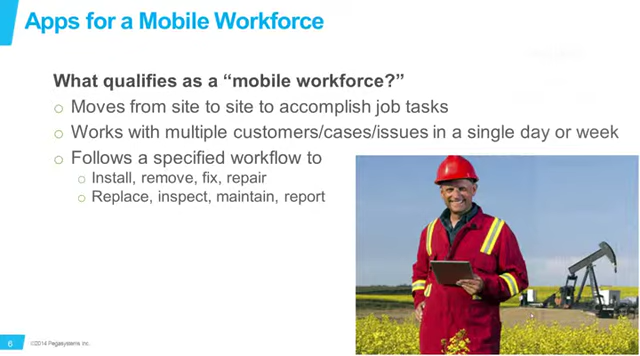 Apps for a Mobile Workforce
What qualifies as a “mobile workforce?”
Moves from site to site to accomplish job tasks
Works with multiple customers/cases/issues in a single day or week
Follows a specified workflow to
Install, remove, fix, repair
Replace, inspect, maintain, report
6 ©2014 Pegasystems Inc.